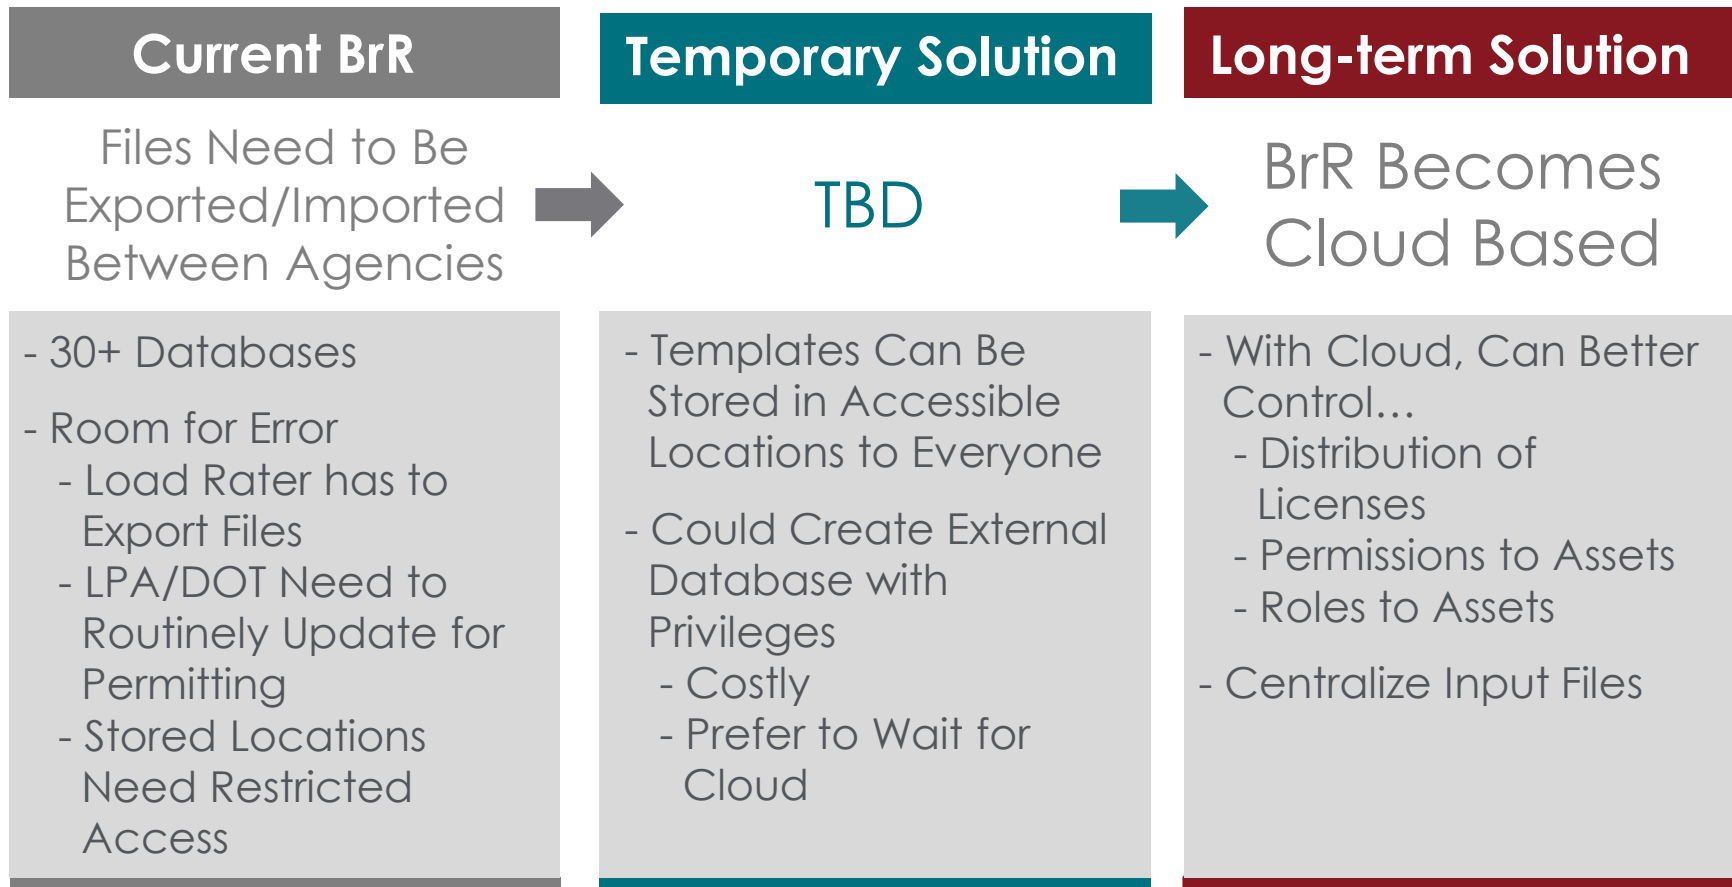 Current BrR
Files Need to Be
Exported/Imported
Between Agencies
- 30+ Databases
- Room for Error
- Load Rater has to
Export Files
- LPA/DOT Need to
Routinely Update for
Permitting
- Stored Locations
Need Restricted
Access
Temporary Solution
TBD
- Templates Can Be
Stored in Accessible
Locations to Everyone
- Could Create External
Database with
Privileges
- Costly
- Prefer to Wait for
Cloud
Long-term Solution
BrR Becomes
Cloud Based
- With Cloud, Can Better
Control…
- Distribution of
Licenses
- Permissions to Assets
- Roles to Assets
- Centralize Input Files